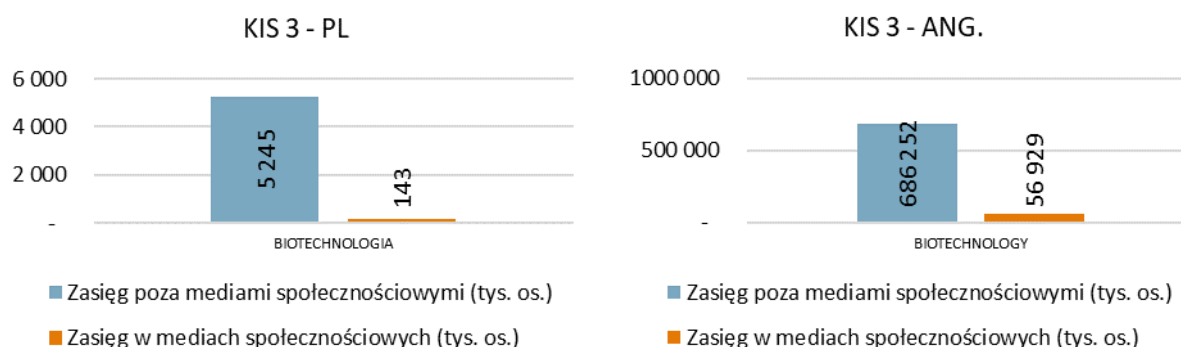 KIS 3 - PL
6 000
4 000
2 000
-
5 245
143
BIOTECHNOLOGIA
Zasięg poza mediami społecznościowymi (tys. os.)
Zasięg w mediach społecznościowych (tys. os.)
KIS 3 - ANG.
1000 000
500 000
-
686 252
56 929
BIOTECHNOLOGY
Zasięg poza mediami społecznościowymi (tys. os.)
Zasięg w mediach społecznościowych (tys. os.)